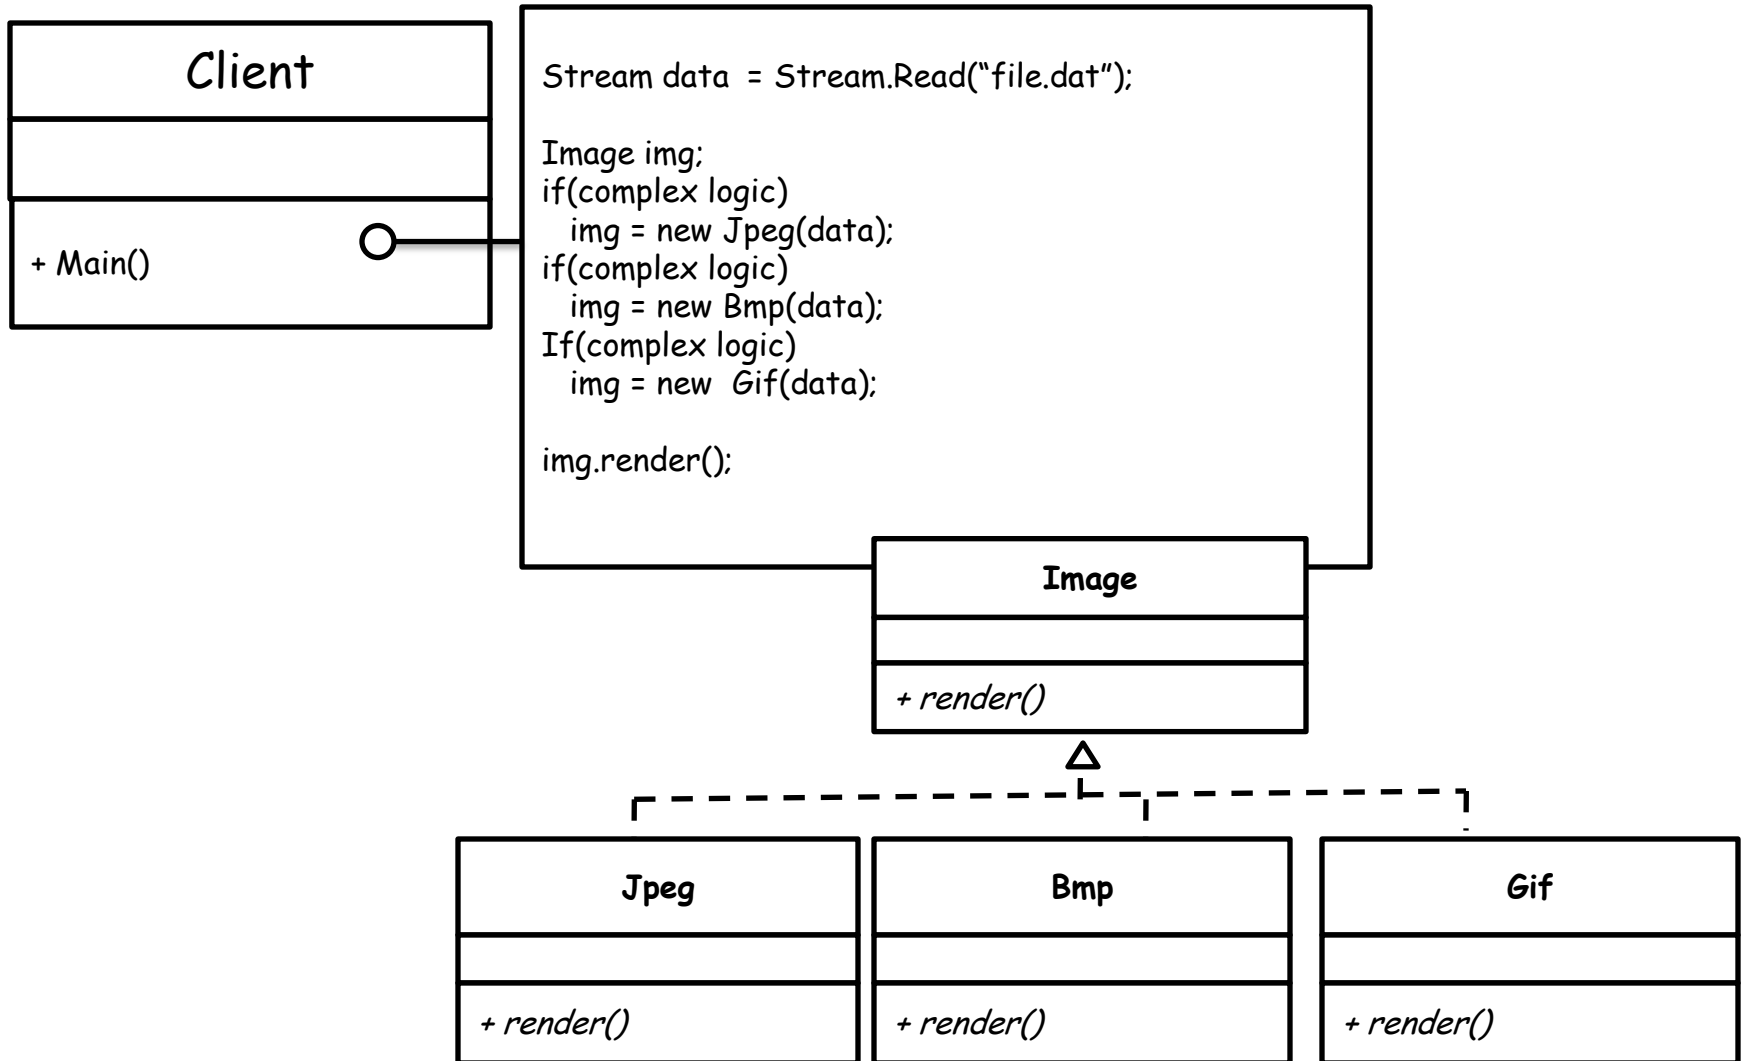 Client
+ Main()
Stream data = Stream.Read(“file.dat”);
Image img;
if(complex logic)
img = new Jpeg(data);
if(complex logic)
img = new Bmp(data);
If(complex logic)
img = new Gif(data);
img.render();
Image
+ render()
Jpeg
+ render()
Bmp
+ render()
Gif
+ render()